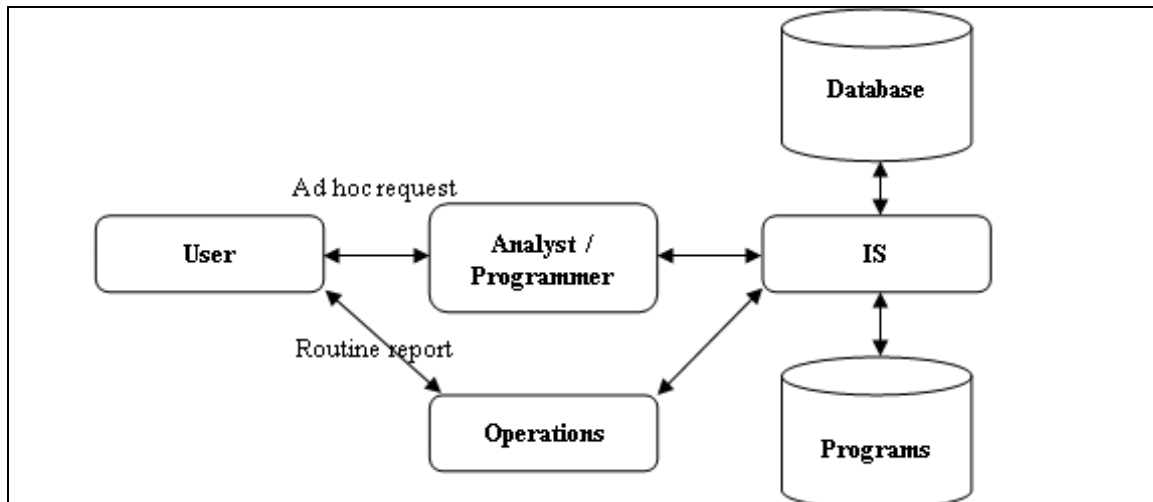 Database
Ad hoc request
User
Analyst /
Programmer
IS
Routine report
Operations
Programs